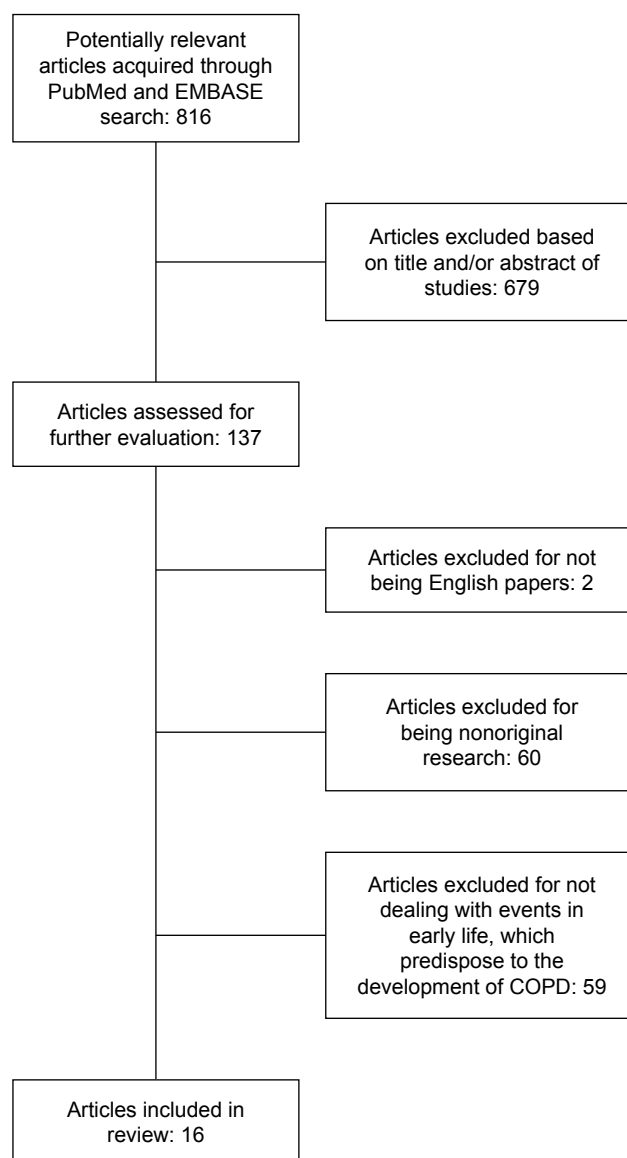 Potentially relevant
articles acquired through
PubMed and EMBASE
search: 816
Articles excluded based
on title and/or abstract of
studies: 679
Articles assessed for
further evaluation: 137
Articles excluded for not
being English papers: 2
Articles excluded for
being nonoriginal
research: 60
Articles excluded for not
dealing with events in
early life, which
predispose to the
development of COPD: 59
Articles included in
review: 16